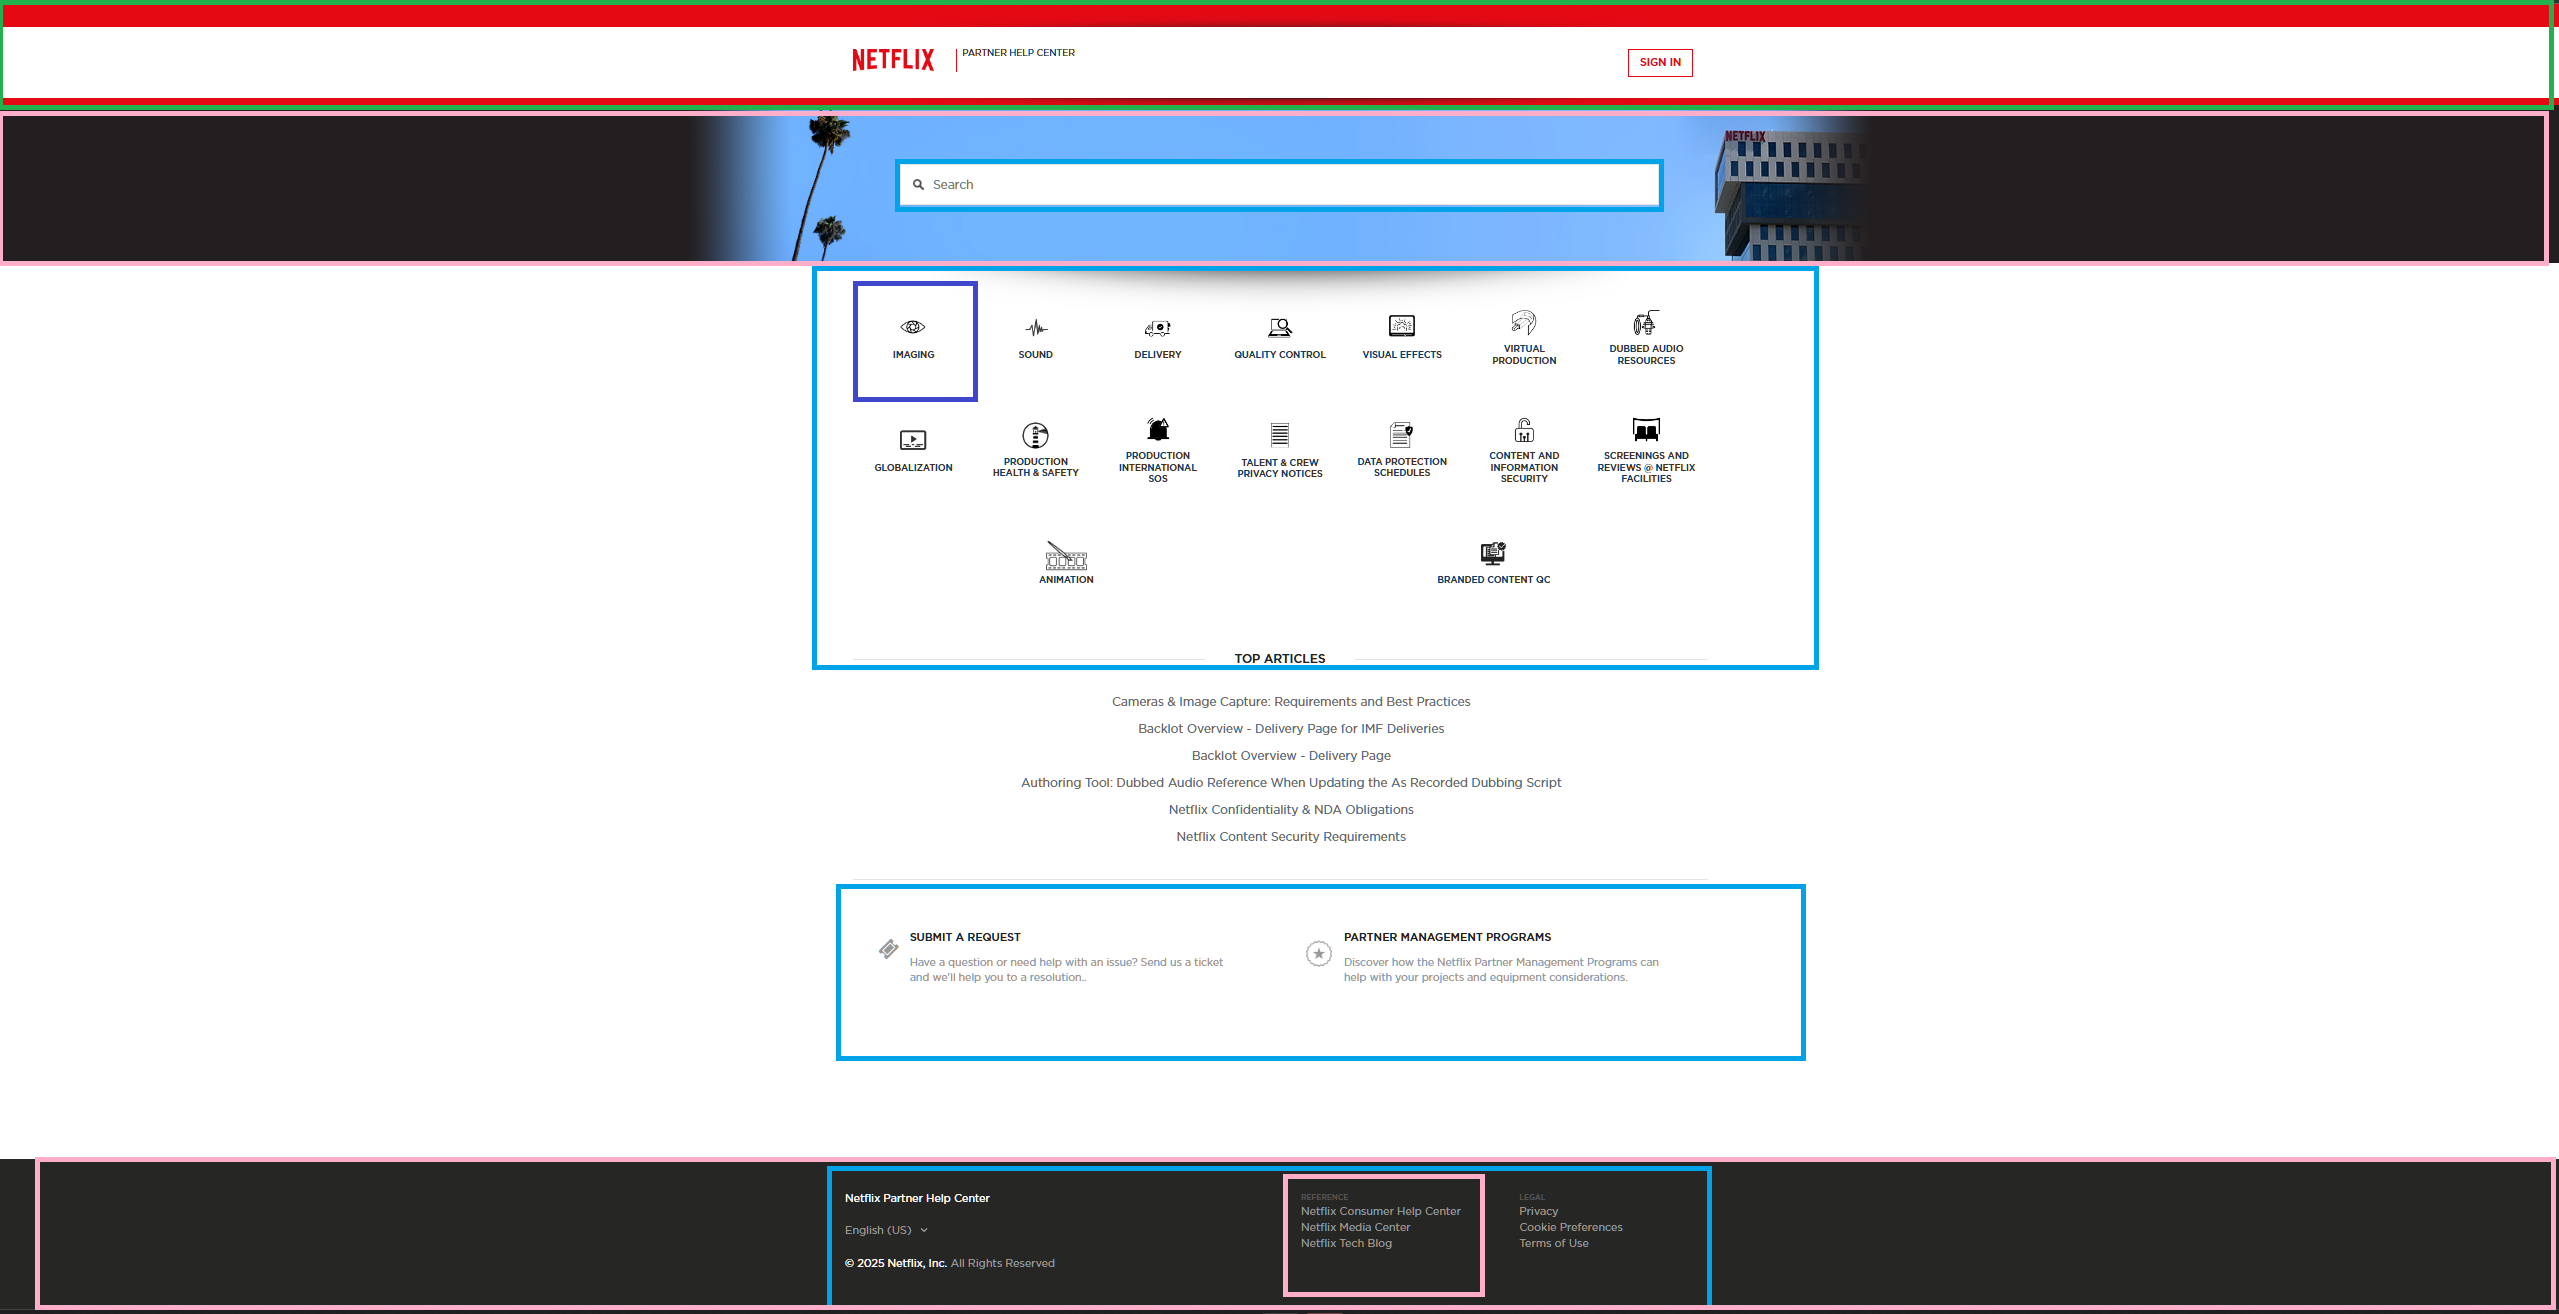 NETFLIX
PARTNER HELP CENTER
SIGN IN
NETFLIX
Search
IMAGING
SOUND
DELIVERY
QUALITY CONTROL
VISUAL EFFECTS
VIRTUAL
PRODUCTION
DUBBED AUDIO
RESOURCES
GLOBALIZATION
PRODUCTION
HEALTH & SAFETY
PRODUCTION
INTERNATIONAL
SOS
TALENT & CREW
PRIVACY NOTICES
DATA PROTECTION
SCHEDULES
CONTENT AND
INFORMATION
SECURITY
SCREENINGS AND
REVIEWS @ NETFLIX
FACILITIES
ANIMATION
BRANDED CONTENT QC
TOP ARTICLES
Cameras & Image Capture: Requirements and Best Practices
Backlot Overview - Delivery Page for IMF Deliveries
Backlot Overview - Delivery Page
Authoring Tool: Dubbed Audio Reference When Updating the As Recorded Dubbing Script
Netflix Confidentiality & NDA Obligations
Netflix Content Security Requirements
SUBMIT A REQUEST
Have a question or need help with an issue? Send us a ticket
and we'll help you to a resolution..
PARTNER MANAGEMENT PROGRAMS
Discover how the Netflix Partner Management Programs can
help with your projects and equipment considerations.
Netflix Partner Help Center
English (US)
© 2025 Netflix, Inc. All Rights Reserved
REFERENCE
Netflix Consumer Help Center
Netflix Media Center
Netflix Tech Blog
LEGAL
Privacy
Cookie Preferences
Terms of Use